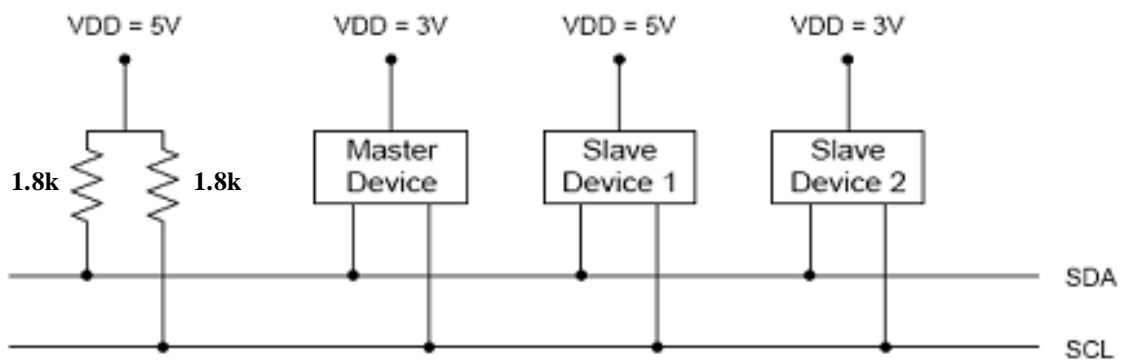 VDD = 5V
VDD = 3V
VDD = 5V
VDD = 3V
1.8k
1.8k
Master
Device
Slave
Device 1
Slave
Device 2
SDA
SCL